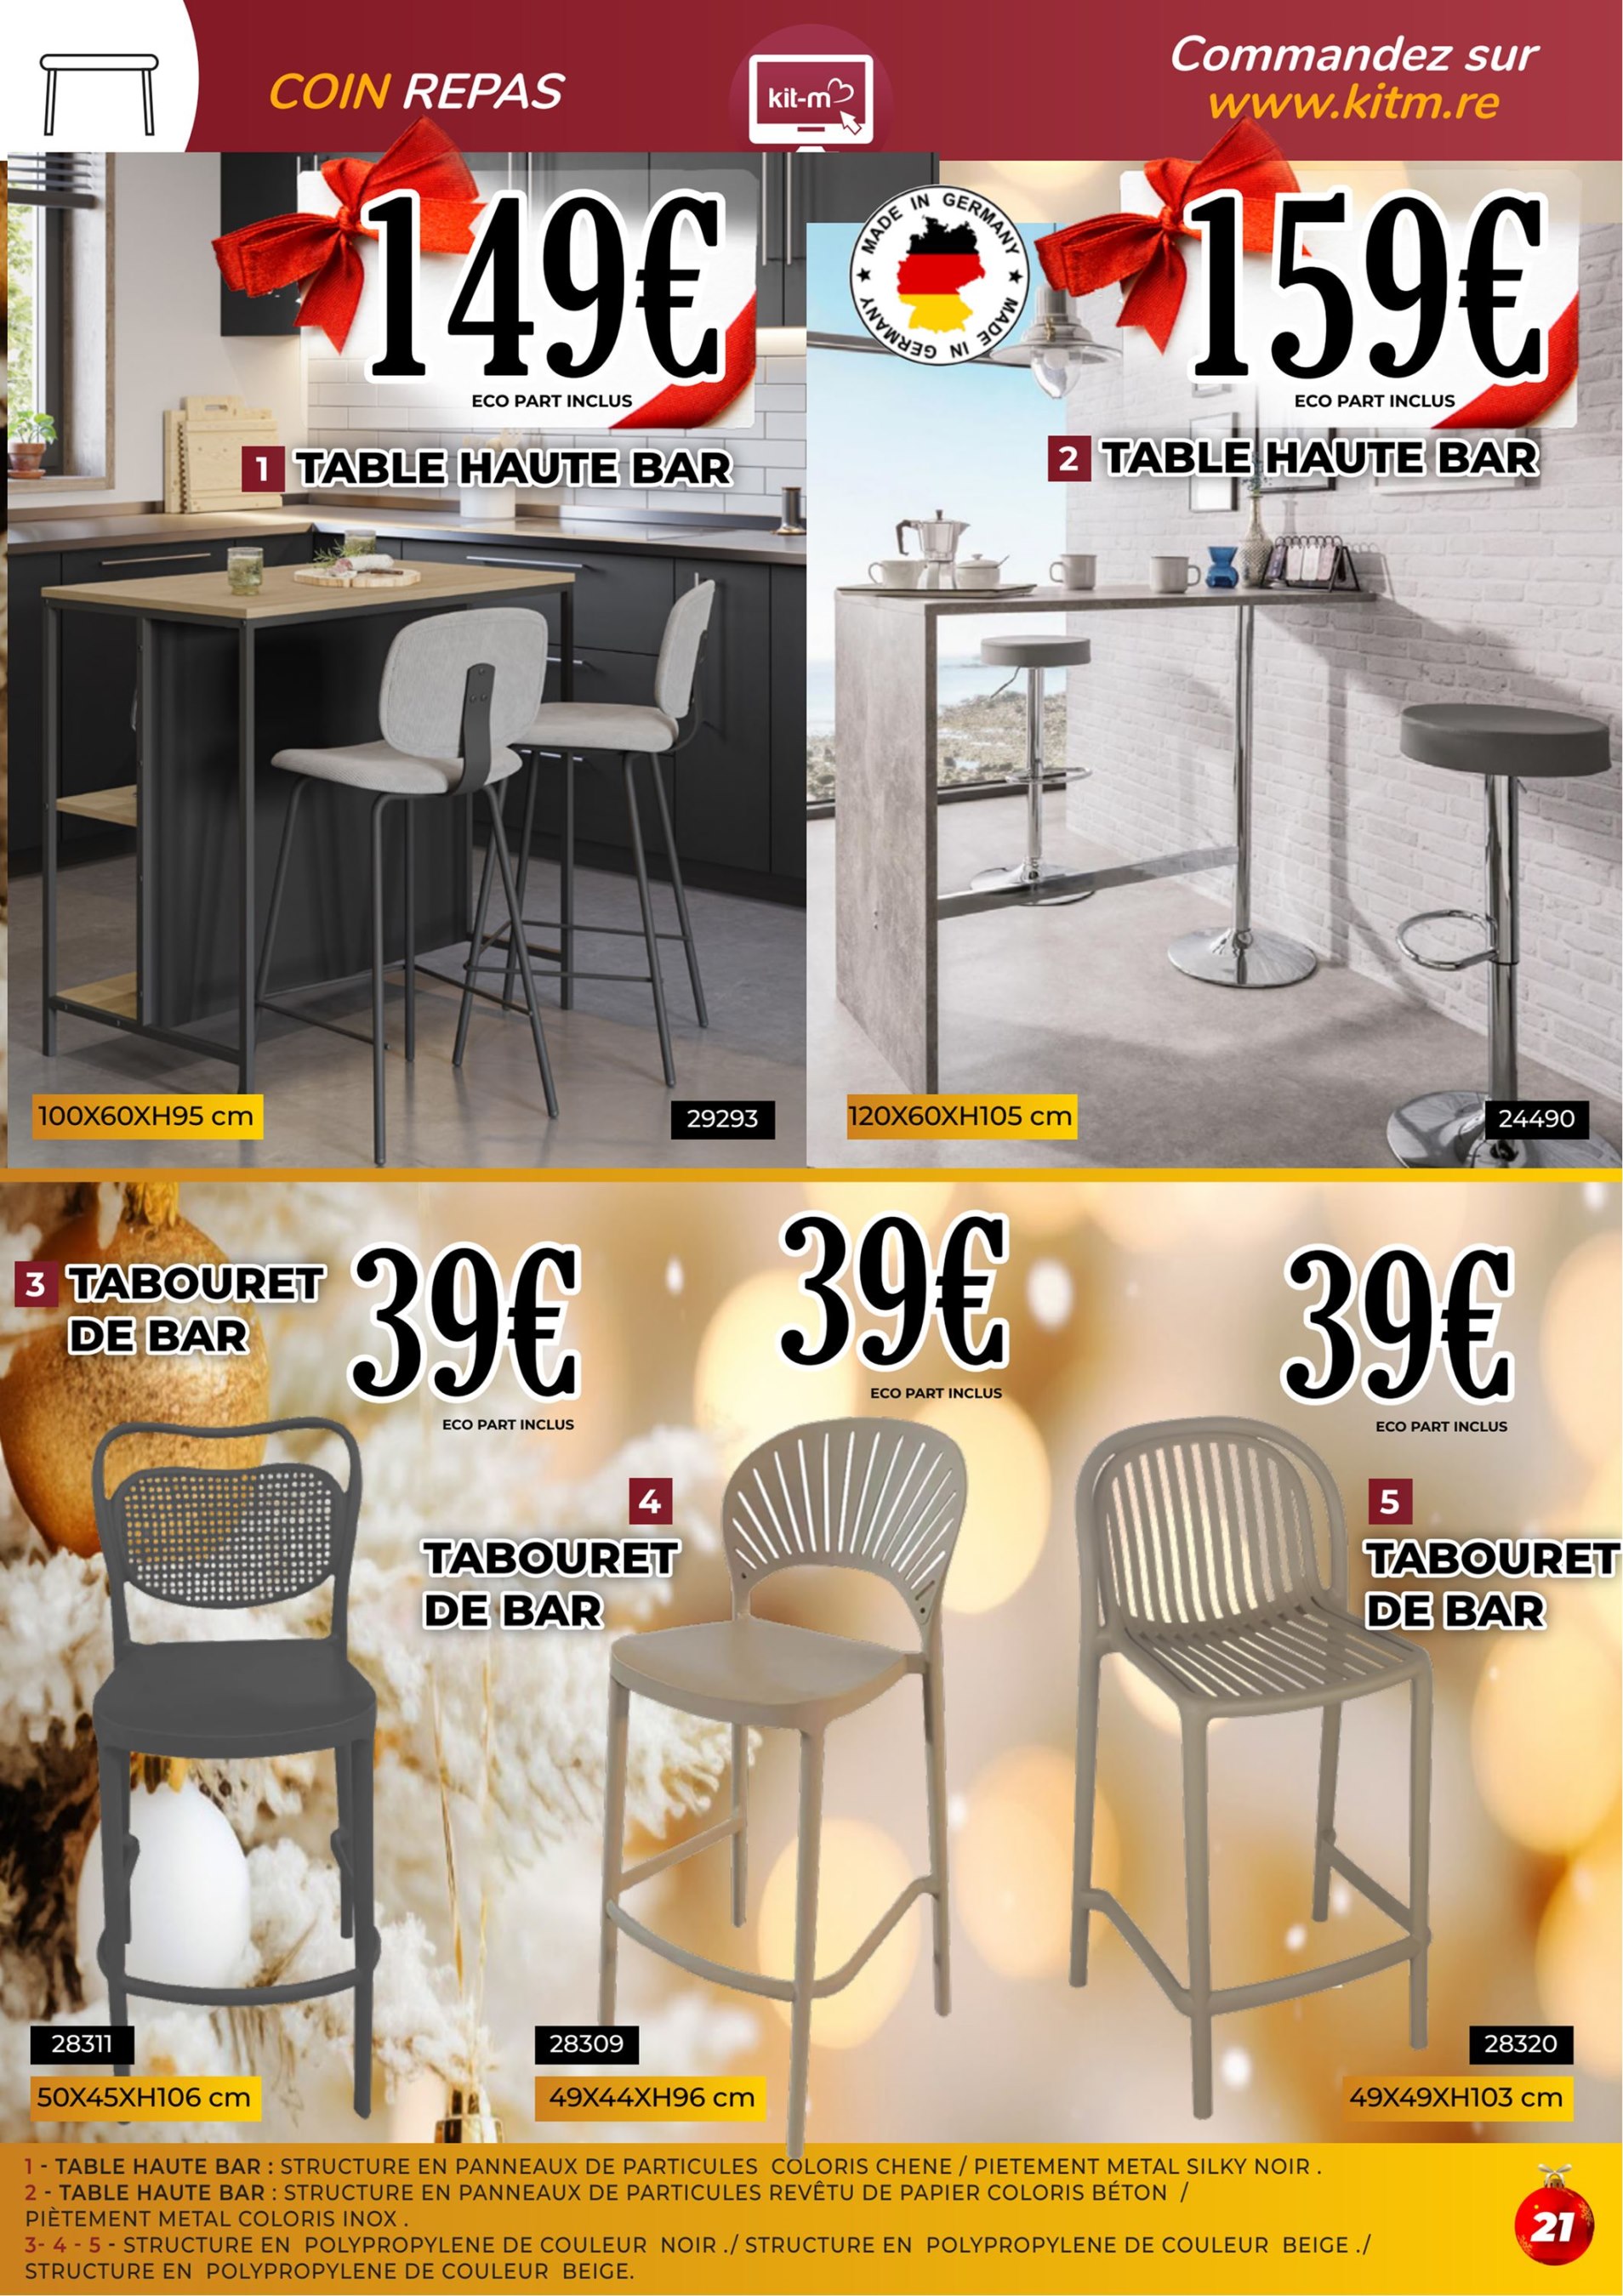 COIN REPAS
kit-m
Commandez sur
www.kitm.re
149€
ECO PART INCLUS
1 TABLE HAUTE BAR
100X60XH95 cm
29293
MADE IN GERMANY ★ MADE IN GERMANY ★
159€
ECO PART INCLUS
2 TABLE HAUTE BAR
120X60XH105 cm
24490
3 TABOURET
DE BAR
39€
ECO PART INCLUS
28311
50X45XH106 cm
39€
ECO PART INCLUS
4
TABOURET
DE BAR
28309
49X44XH96 cm
39€
ECO PART INCLUS
5
TABOURET
DE BAR
28320
49X49XH103 cm
1 - TABLE HAUTE BAR : STRUCTURE EN PANNEAUX DE PARTICULES COLORIS CHENE / PIETEMENT METAL SILKY NOIR .
2 - TABLE HAUTE BAR : STRUCTURE EN PANNEAUX DE PARTICULES REVÊTU DE PAPIER COLORIS BÉTON /
PIÈTEMENT METAL COLORIS INOX .
3- 4 - 5 - STRUCTURE EN POLYPROPYLENE DE COULEUR NOIR ./ STRUCTURE EN POLYPROPYLENE DE COULEUR BEIGE ./
STRUCTURE EN POLYPROPYLENE DE COULEUR BEIGE.
21